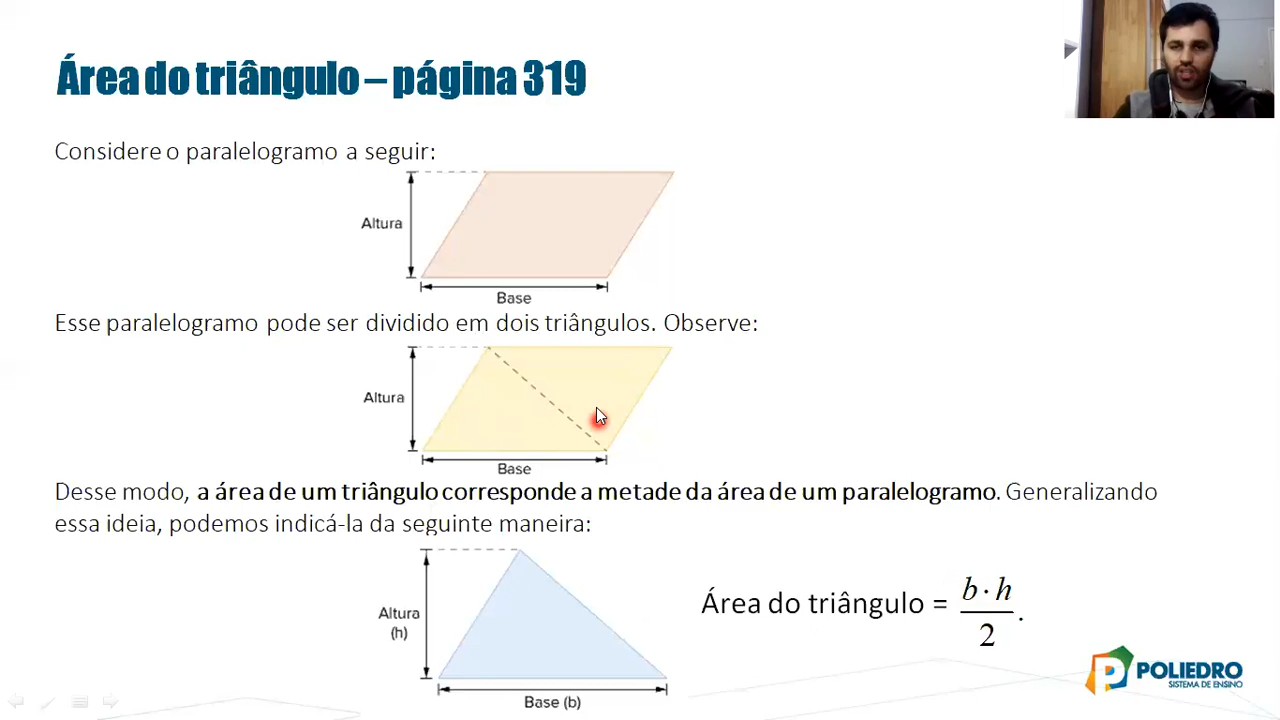 Área do triângulo – página 319
Considere o paralelogramo a seguir:
Altura
Base
Esse paralelogramo pode ser dividido em dois triângulos. Observe:
Altura
Base
Desse modo, a área de um triângulo corresponde a metade da área de um paralelogramo. Generalizando
essa ideia, podemos indicá-la da seguinte maneira:
Altura
(h)
Base (b)
Área do triângulo = b · h / 2 .
POLIEDRO
SISTEMA DE ENSINO